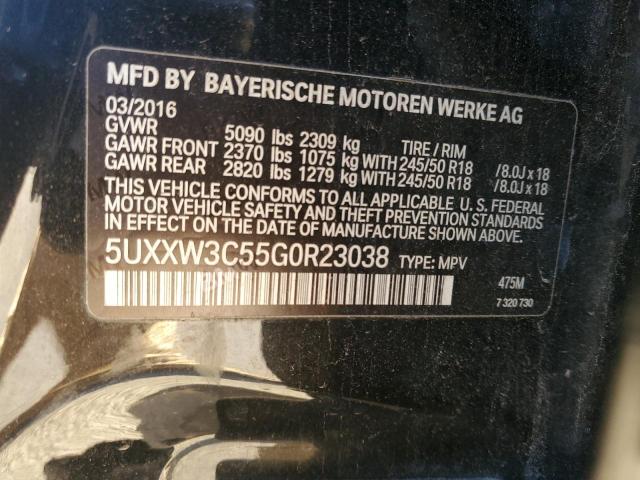 MFD BY BAYERISCHE MOTOREN WERKE AG
03/2016
GVWR 5090 lbs 2309 kg TIRE / RIM
GAWR FRONT 2370 lbs 1075 kg WITH 245/50 R18 /8.0J x 18
GAWR REAR 2820 lbs 1279 kg WITH 245/50 R18 /8.0J x 18
THIS VEHICLE CONFORMS TO ALL APPLICABLE U. S. FEDERAL
MOTOR VEHICLE SAFETY AND THEFT PREVENTION STANDARDS
IN EFFECT ON THE DATE OF MANUFACTURE SHOWN ABOVE.
5UXXW3C55G0R23038 TYPE: MPV
475M
7 320 730